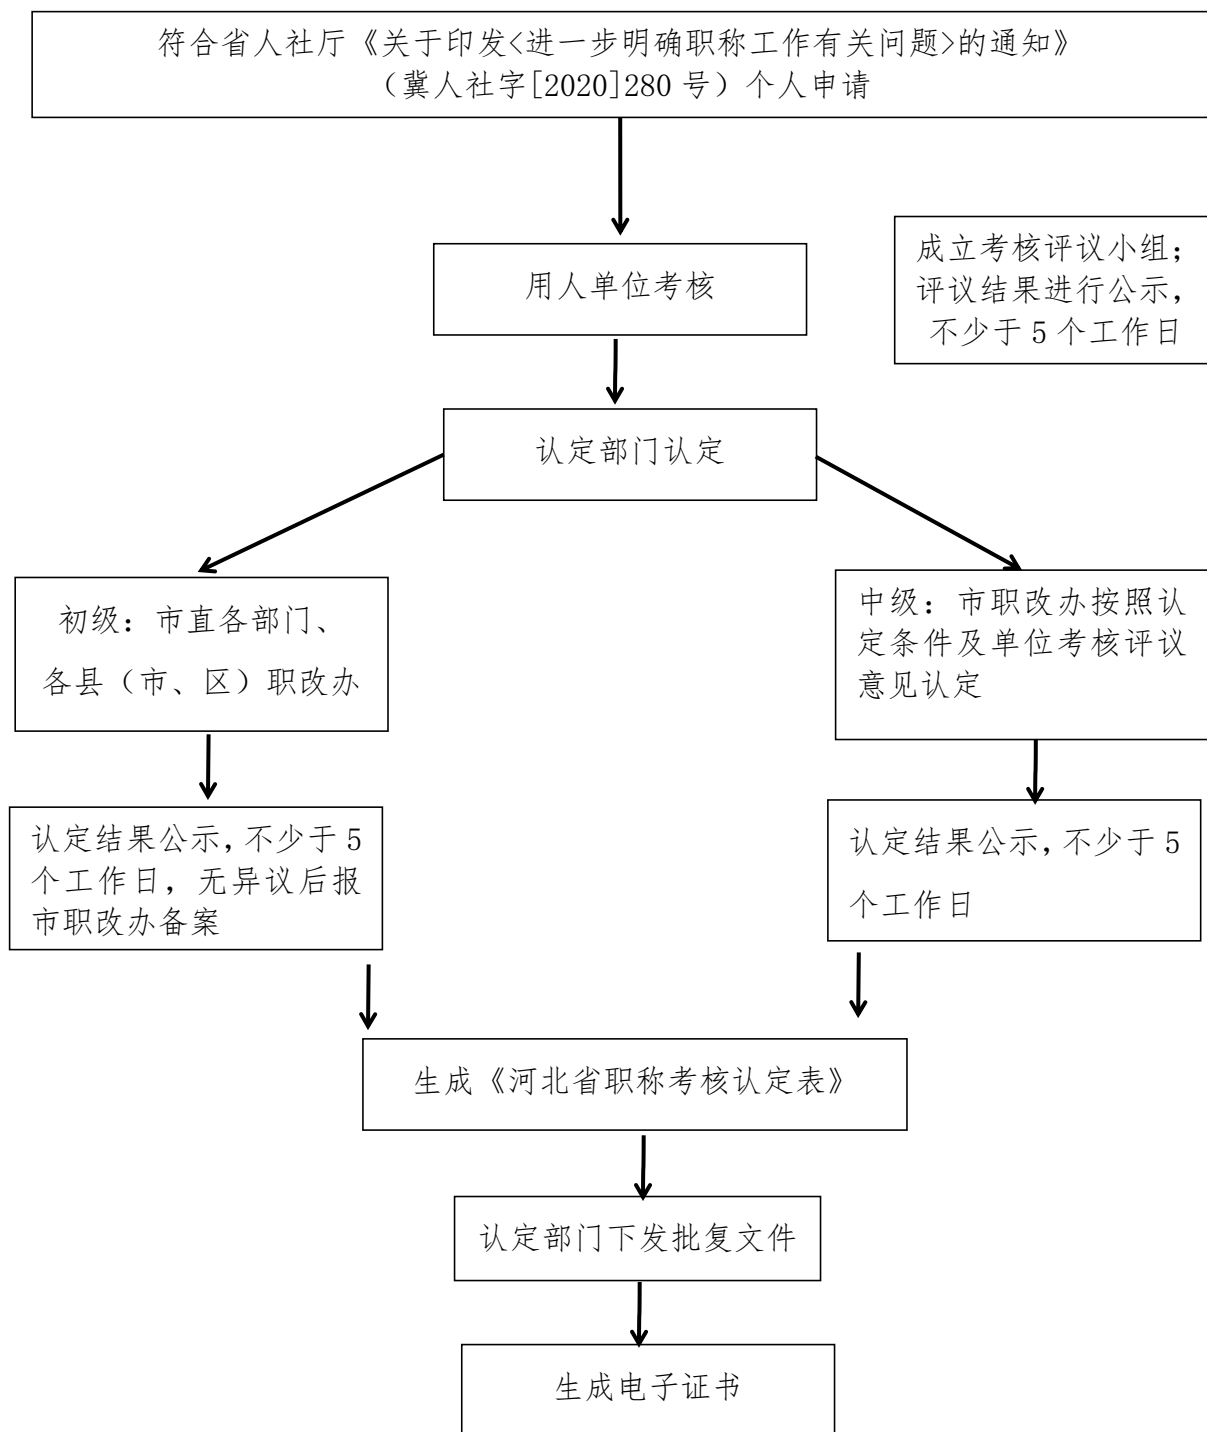 符合省人社厅《关于印发<进一步明确职称工作有关问题>的通知》
（冀人社字[2020]280 号）个人申请
用人单位考核
成立考核评议小组；
评议结果进行公示，
不少于 5 个工作日
认定部门认定
初级：市直各部门、
各县（市、区）职改办
中级：市职改办按照认
定条件及单位考核评议
意见认定
认定结果公示，不少于 5
个工作日，无异议后报
市职改办备案
认定结果公示，不少于 5
个工作日
生成《河北省职称考核认定表》
认定部门下发批复文件
生成电子证书